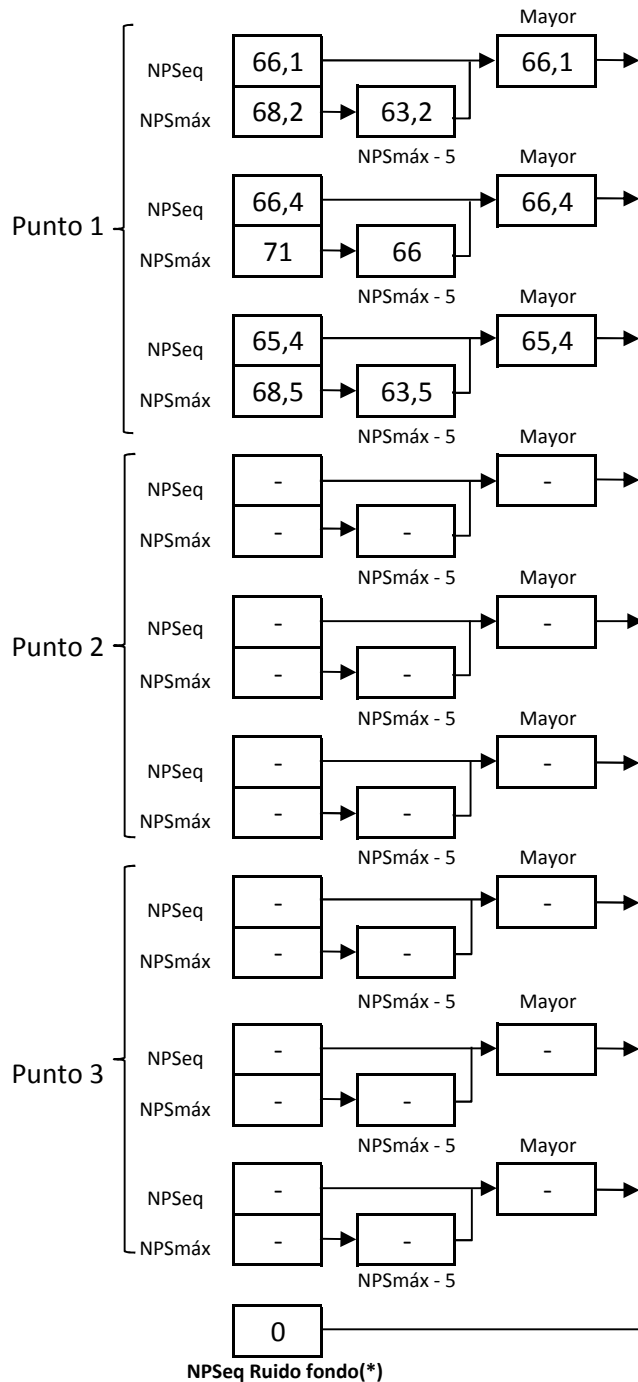 Mayor
NPSeq 66,1 66,1
NPSmáx 68,2 63,2
NPSmáx - 5 Mayor
NPSeq 66,4 66,4
Punto 1
NPSmáx 71 66
NPSmáx - 5 Mayor
NPSeq 65,4 65,4
NPSmáx 68,5 63,5
NPSmáx - 5 Mayor
NPSeq - -
NPSmáx - -
NPSmáx - 5 Mayor
NPSeq - -
Punto 2
NPSmáx - -
NPSmáx - 5 Mayor
NPSeq - -
NPSmáx - -
NPSmáx - 5 Mayor
NPSeq - -
NPSmáx - -
NPSmáx - 5 Mayor
NPSeq - -
Punto 3
NPSmáx - -
NPSmáx - 5 Mayor
NPSeq - -
NPSmáx - -
NPSmáx - 5
0
NPSeq Ruido fondo(*)